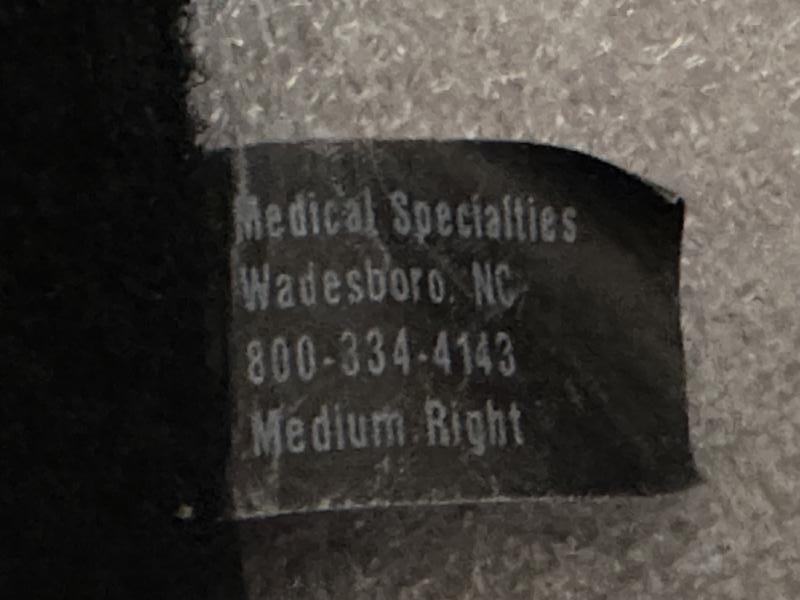 Medical Specialties
Wadesboro, NC
800-334-4143
Medium Right